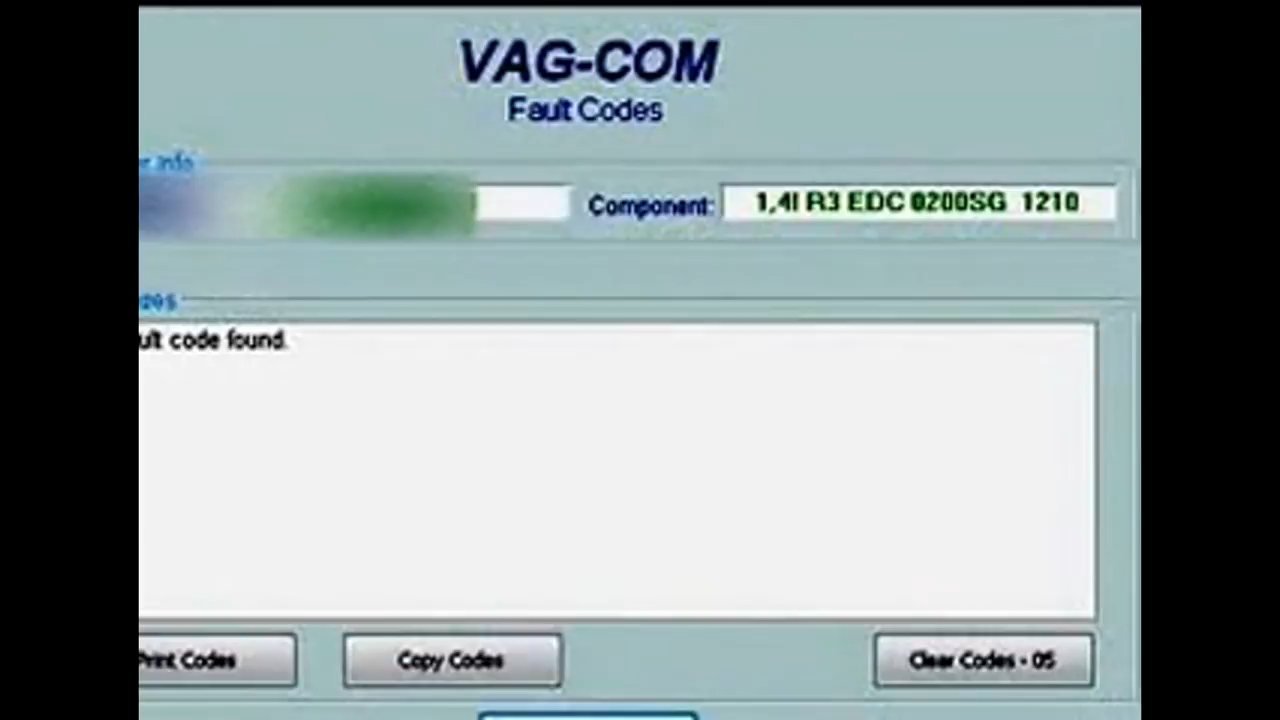 VAG-COM
Fault Codes
Info
Component: 1,4l R3 EDC 0200SG 1210
ult code found.
Print Codes
Copy Codes
Clear Codes - 05